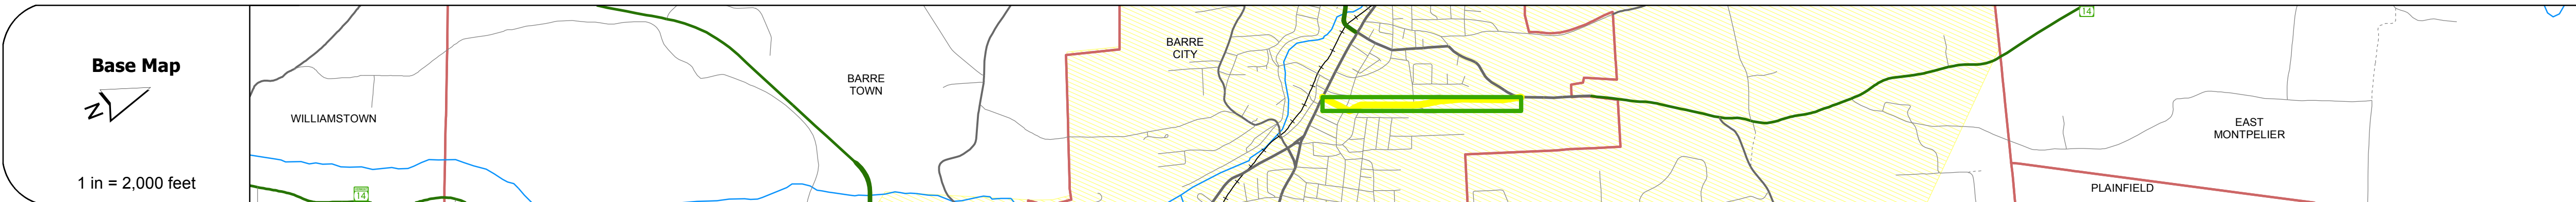 Base Map
N
1 in = 2,000 feet
WILLIAMSTOWN
14
BARRE
TOWN
BARRE
CITY
14
EAST
MONTPELIER
PLAINFIELD